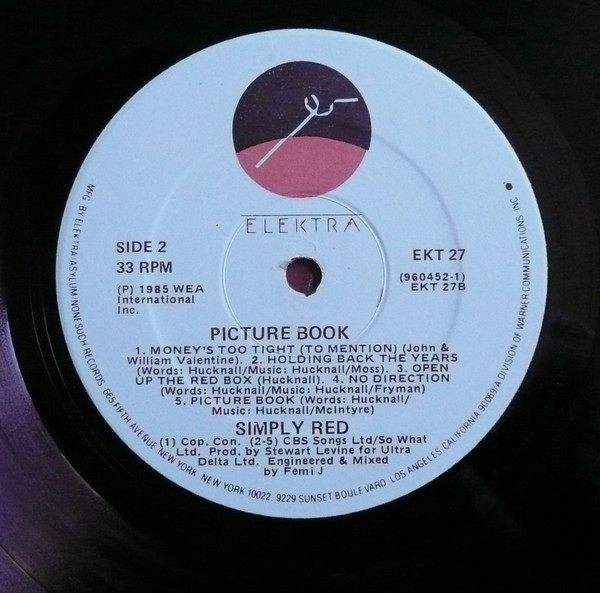 ELEKTRA
SIDE 2
33 RPM
(P) 1985 WEA
International
Inc.
EKT 27
(960452-1)
EKT 27B
PICTURE BOOK
1. MONEY'S TOO TIGHT (TO MENTION) (John &
William Valentine). 2. HOLDING BACK THE YEARS
(Words: Hucknall/Music: Hucknall/Moss). 3. OPEN
UP THE RED BOX (Hucknall). 4. NO DIRECTION
(Words: Hucknall/Music: Hucknall/Fryman)
5. PICTURE BOOK (Words: Hucknall/
Music: Hucknall/McIntyre)
SIMPLY RED
(1) Cop. Con. (2-5) CBS Songs Ltd/So What
Ltd. Prod. by Stewart Levine for Ultra
Delta Ltd. Engineered & Mixed
by Femi J
MFG. BY ELEKTRA/ASYLUM/NONESUCH RECORDS 665 FIFTH AVENUE NEW YORK NEW YORK 10022 9229 SUNSET BOULEVARD LOS ANGELES CALIFORNIA 90069 · A DIVISION OF WARNER COMMUNICATIONS INC